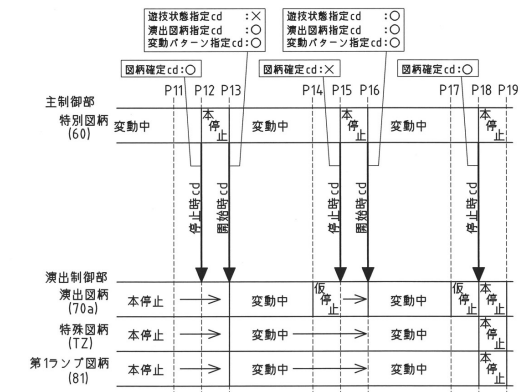 遊技状態指定cd :×
演出図柄指定cd :○
変動パターン指定cd:○
遊技状態指定cd :○
演出図柄指定cd :○
変動パターン指定cd:○
図柄確定cd:○
図柄確定cd:×
図柄確定cd:○
P11 P12 P13 P14 P15 P16 P17 P18 P19
主制御部
特別図柄
(60)
変動中 本停止 変動中 本停止 変動中 本停止
停止時cd
開始時cd
停止時cd
開始時cd
停止時cd
演出制御部
演出図柄
(70a)
本停止 変動中 仮停止 変動中 仮停止 本停止
特殊図柄
(TZ)
本停止 変動中 変動中 本停止
第1ランプ図柄
(81)
本停止 変動中 変動中 本停止